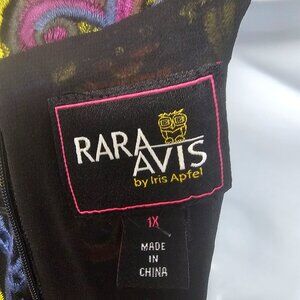 RARA
AVIS
by Iris Apfel
1X
MADE
IN
CHINA